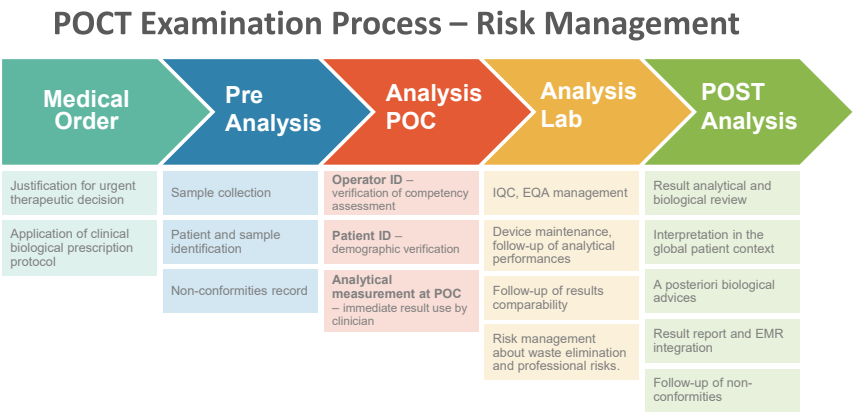 POCT Examination Process – Risk Management
Medical
Order
Pre
Analysis
Analysis
POC
Analysis
Lab
POST
Analysis
Justification for urgent
therapeutic decision
Application of clinical
biological prescription
protocol
Sample collection
Patient and sample
identification
Non-conformities record
Operator ID –
verification of competency
assessment
Patient ID –
demographic verification
Analytical
measurement at POC
– immediate result use by
clinician
IQC, EQA management
Device maintenance,
follow-up of analytical
performances
Follow-up of results
comparability
Risk management
about waste elimination
and professional risks.
Result analytical and
biological review
Interpretation in the
global patient context
A posteriori biological
advices
Result report and EMR
integration
Follow-up of non-
conformities